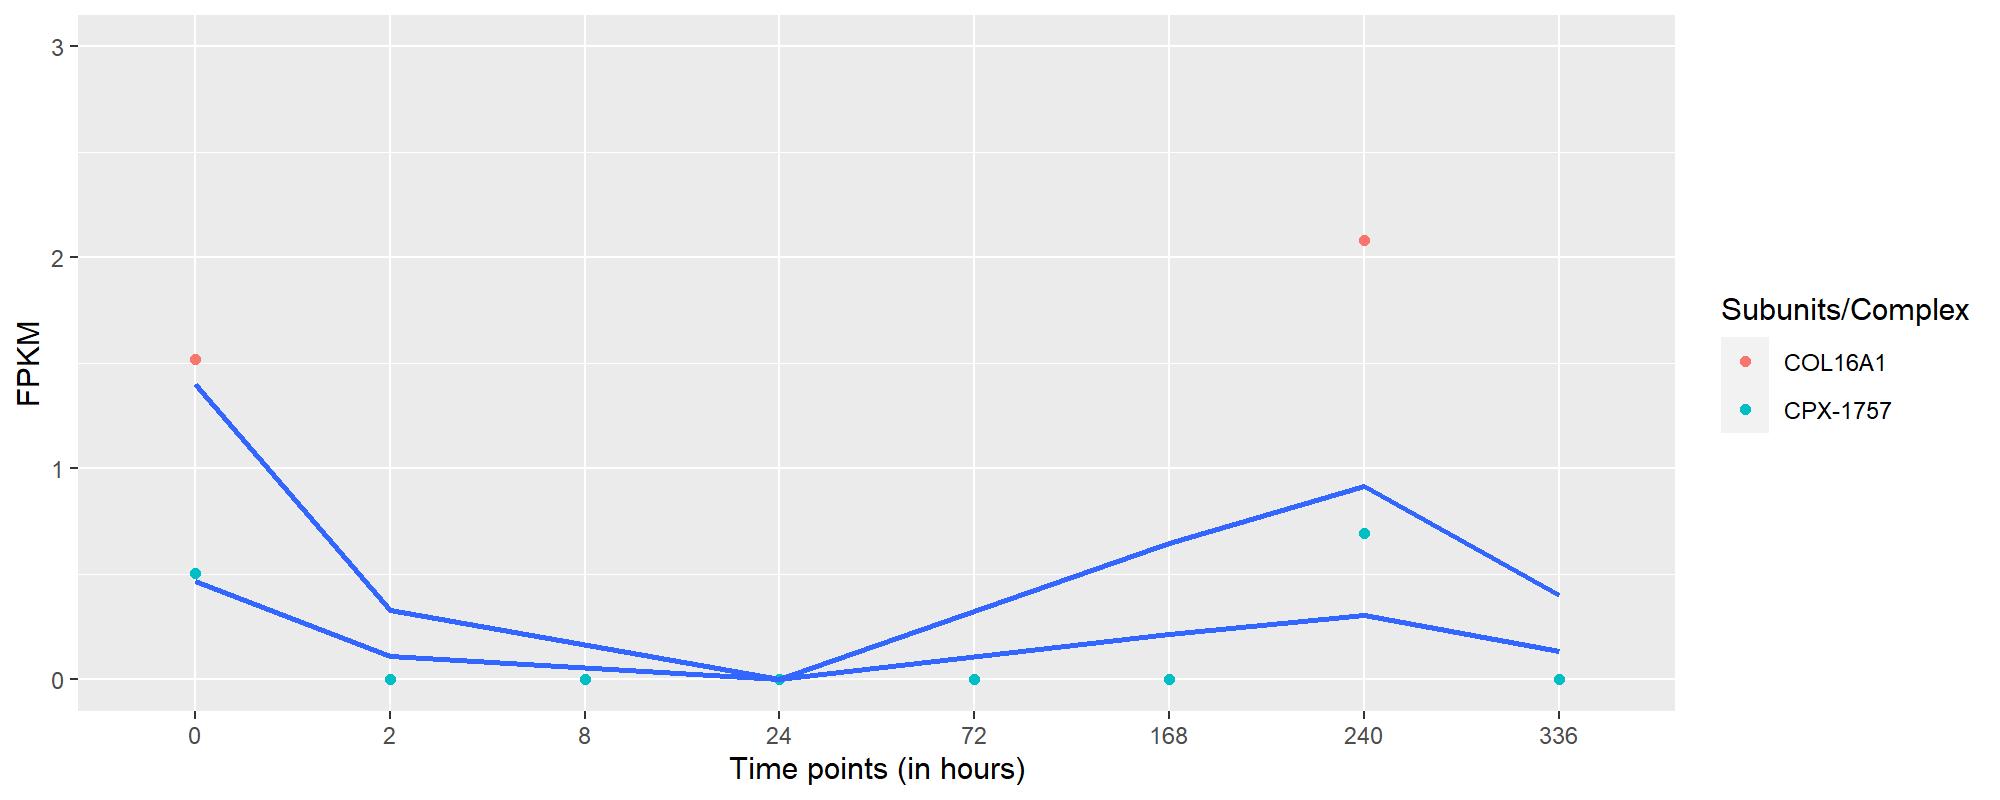 3
2
1
0
FPKM
0 2 8 24 72 168 240 336
Time points (in hours)
Subunits/Complex
COL16A1
CPX-1757